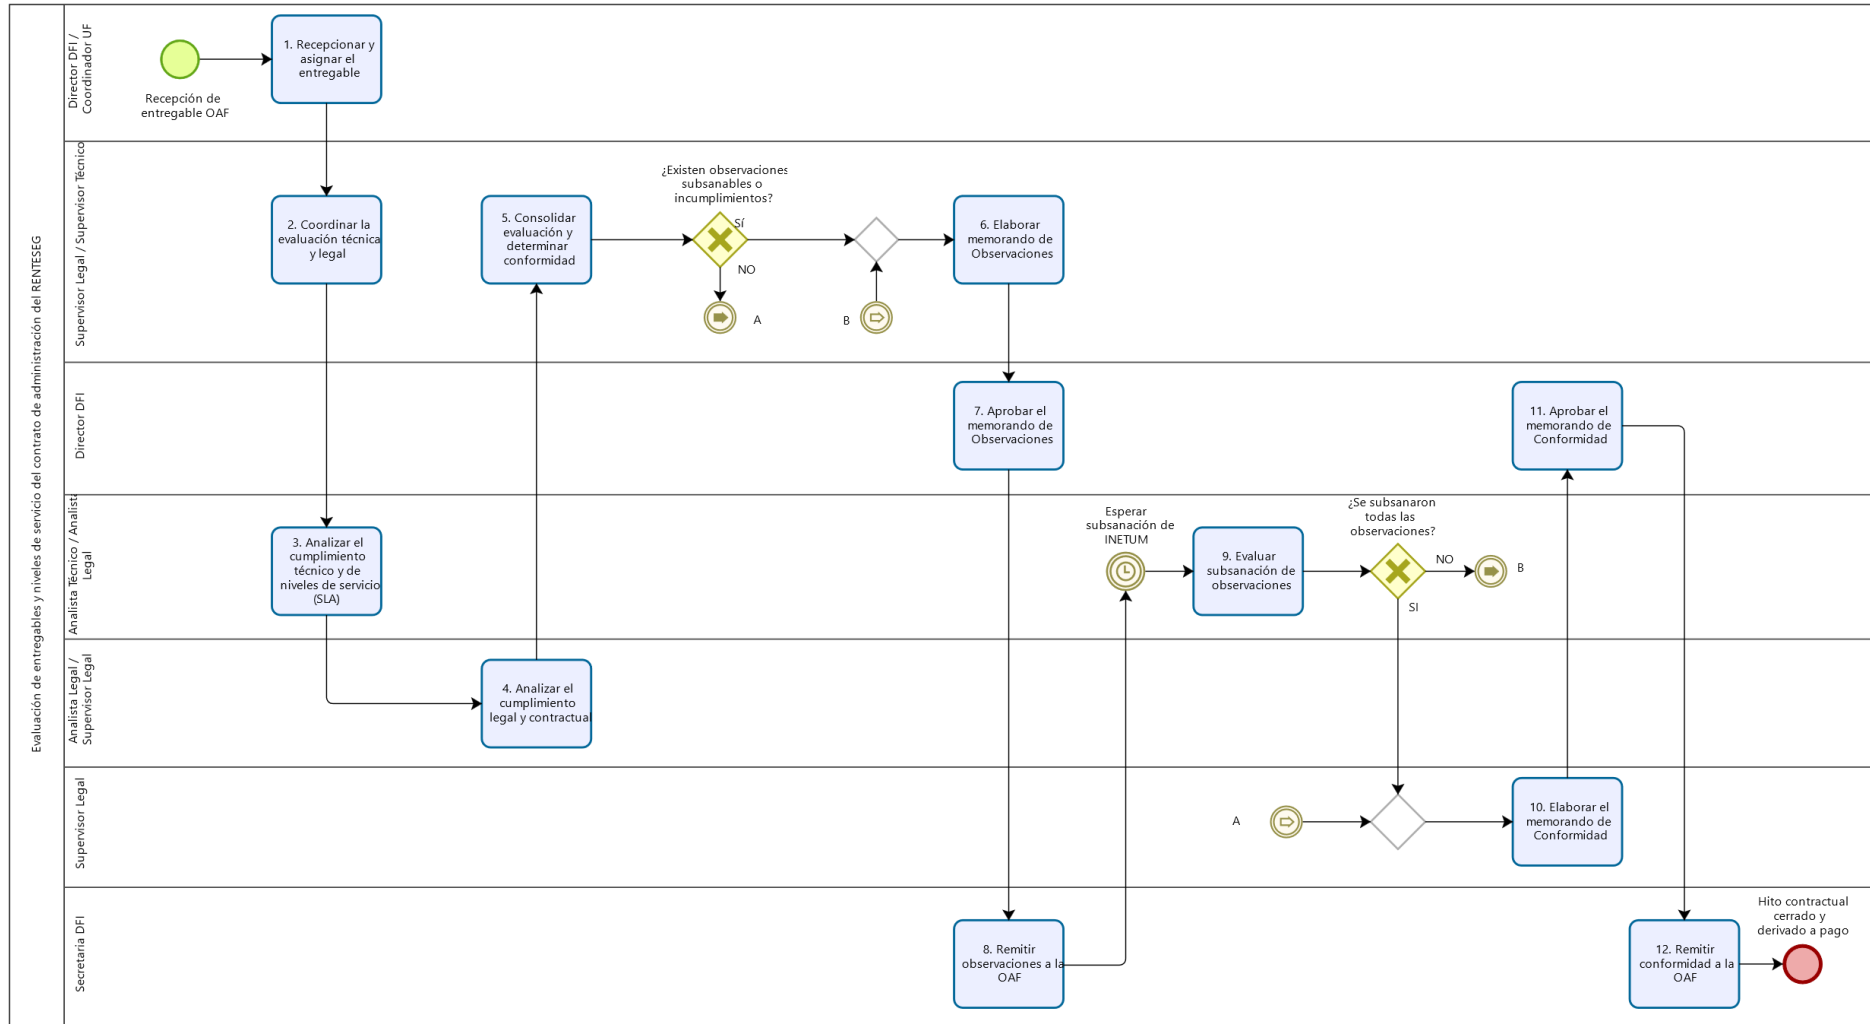 Evaluación de entregables y niveles de servicio del contrato de administración del RENTESEG
Director DFI /
Coordinador UF
Recepción de
entregable OAF
1. Recepcionar y
asignar el
entregable
Supervisor Legal / Supervisor Técnico
2. Coordinar la
evaluación técnica
y legal
5. Consolidar
evaluación y
determinar
conformidad
¿Existen observaciones
subsanables o
incumplimientos?
Sí
NO
A
B
6. Elaborar
memorando de
Observaciones
Director DFI
7. Aprobar el
memorando de
Observaciones
11. Aprobar el
memorando de
Conformidad
Analista Técnico / Analista
Legal
3. Analizar el
cumplimiento
técnico y de
niveles de servicio
(SLA)
Esperar
subsanación de
INETUM
9. Evaluar
subsanación de
observaciones
¿Se subsanaron
todas las
observaciones?
NO
B
SI
Analista Legal /
Supervisor Legal
4. Analizar el
cumplimiento
legal y contractual
Supervisor Legal
A
10. Elaborar el
memorando de
Conformidad
Secretaria DFI
8. Remitir
observaciones a la
OAF
12. Remitir
conformidad a la
OAF
Hito contractual
cerrado y
derivado a pago